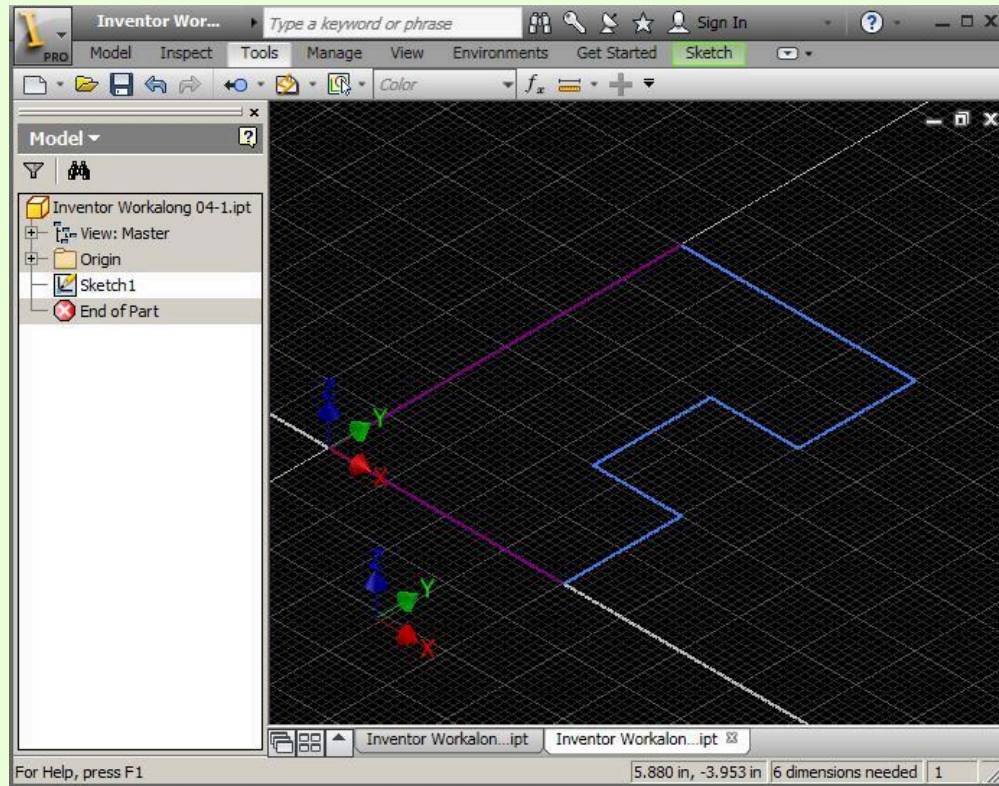 Inventor Wor... Type a keyword or phrase Sign In
PRO Model Inspect Tools Manage View Environments Get Started Sketch
Color fx
Model
Inventor Workalong 04-1.ipt
View: Master
Origin
Sketch1
End of Part
Z
Y
X
Z
Y
X
Inventor Workalon...ipt Inventor Workalon...ipt
For Help, press F1 5.880 in, -3.953 in 6 dimensions needed 1